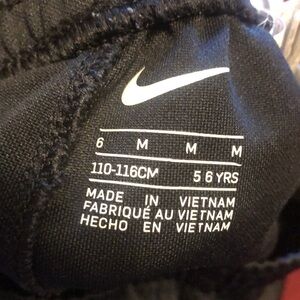 6 M M M
110-116CM 5 6 YRS
MADE IN VIETNAM
FABRIQUÉ AU VIETNAM
HECHO EN VIETNAM